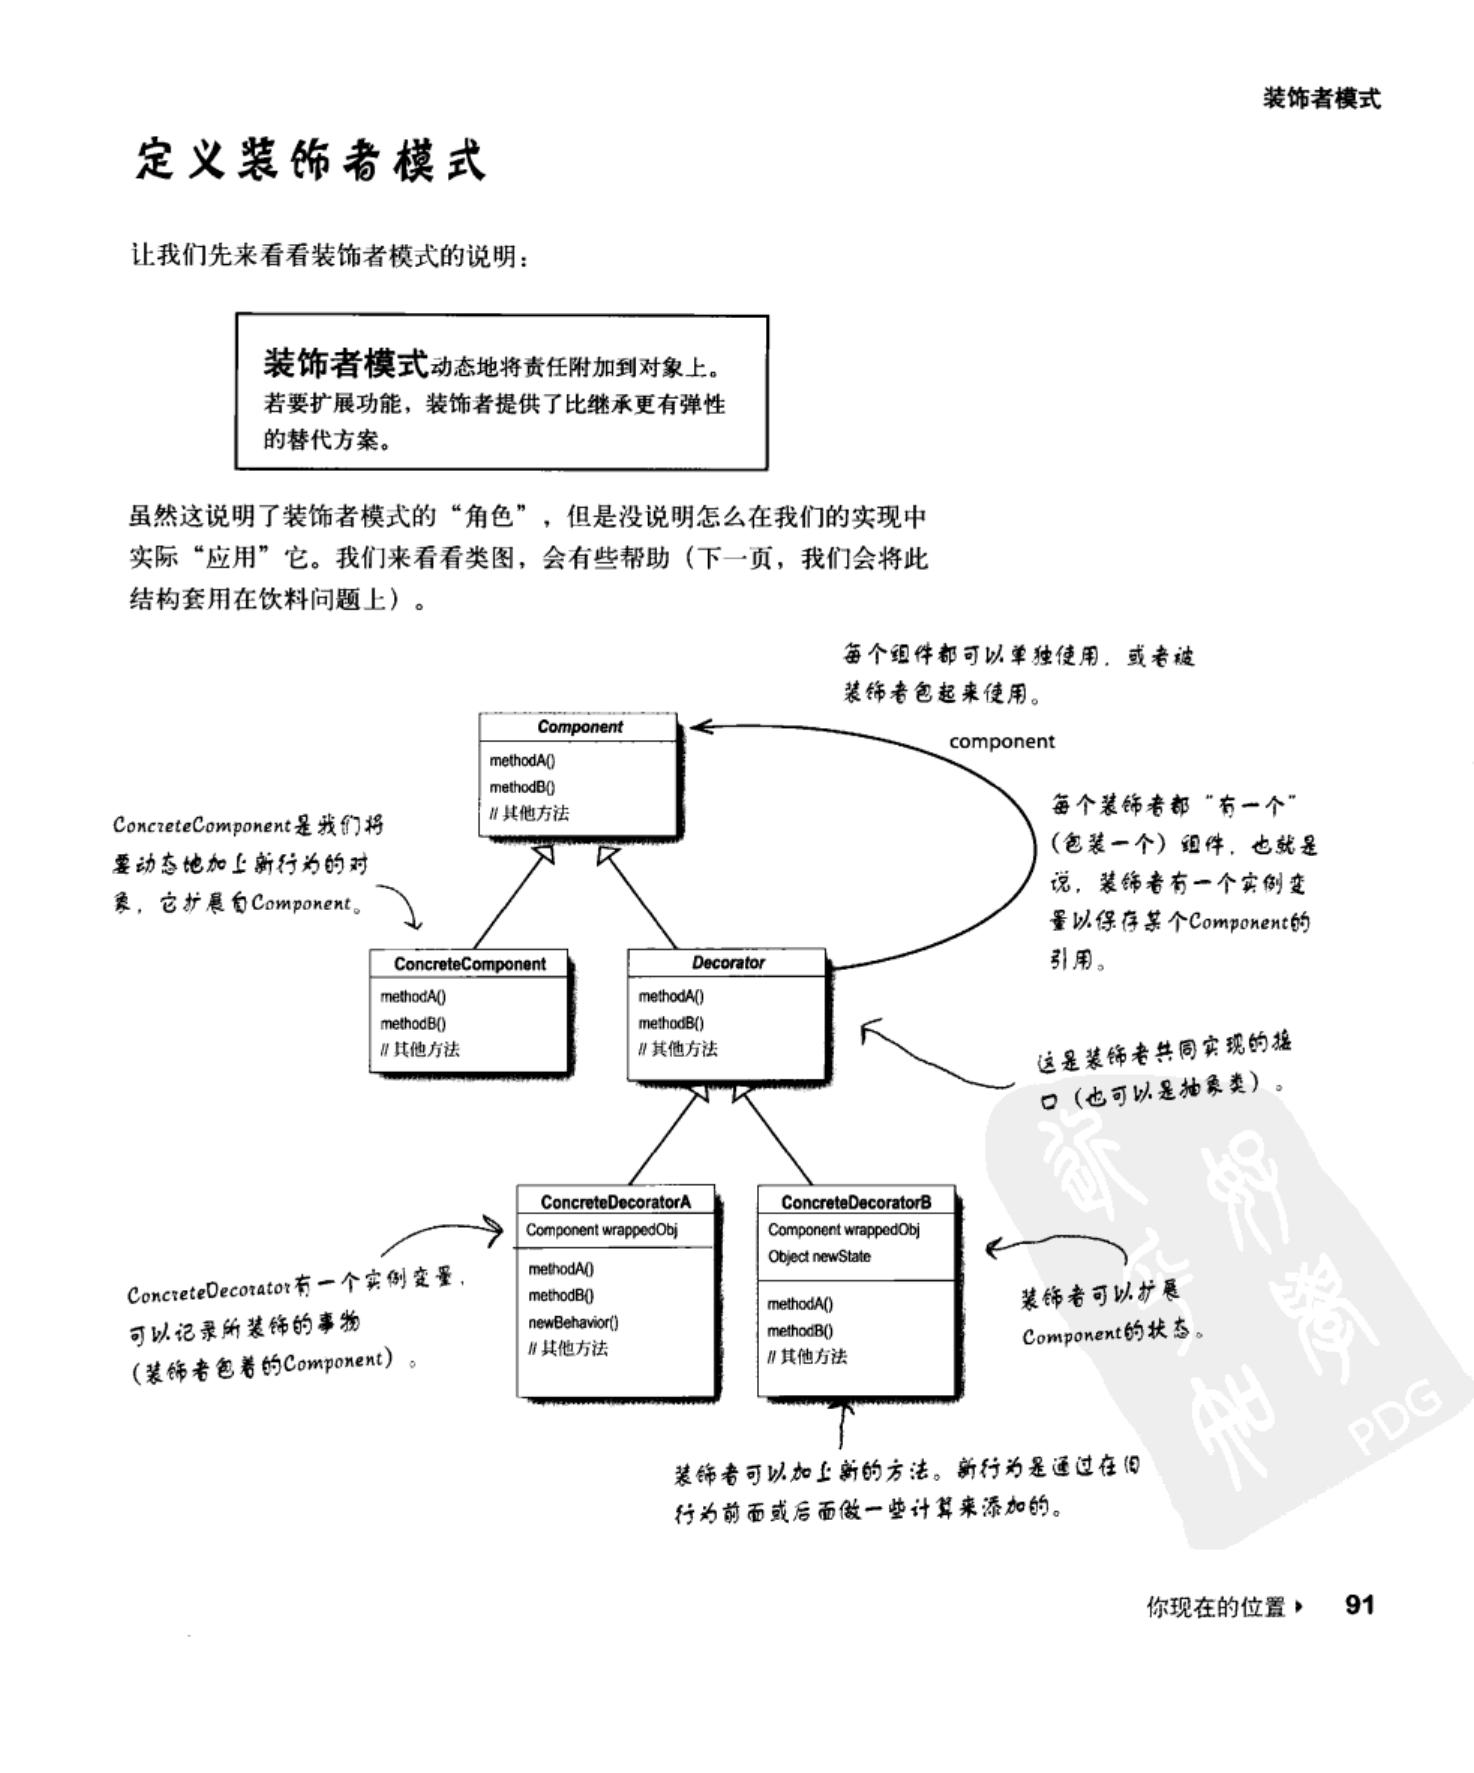 装饰者模式
定义装饰者模式
让我们先来看看装饰者模式的说明：
装饰者模式动态地将责任附加到对象上。
若要扩展功能，装饰者提供了比继承更有弹性
的替代方案。
虽然这说明了装饰者模式的“角色”，但是没说明怎么在我们的实现中
实际“应用”它。我们来看看类图，会有些帮助（下一页，我们会将此
结构套用在饮料问题上）。
每个组件都可以单独使用，或者被
装饰者包起来使用。
Component
methodA()
methodB()
// 其他方法
component
每个装饰者都“有一个”
（包装一个）组件，也就是
说，装饰者有一个实例变
量以保存某个Component的
引用。
ConcreteComponent是我们将
要动态地加上新行为的对
象，它扩展自Component。
ConcreteComponent
methodA()
methodB()
// 其他方法
Decorator
methodA()
methodB()
// 其他方法
这是装饰者共同实现的接
口（也可以是抽象类）。
ConcreteDecoratorA
Component wrappedObj
methodA()
methodB()
newBehavior()
// 其他方法
ConcreteDecoratorB
Component wrappedObj
Object newState
methodA()
methodB()
// 其他方法
ConcreteDecorator有一个实例变量，
可以记录所装饰的事物
（装饰者包着的Component）。
装饰者可以扩展
Component的状态。
装饰者可以加上新的方法。新行为是通过在旧
行为前面或后面做一些计算来添加的。
PDG
你现在的位置 91